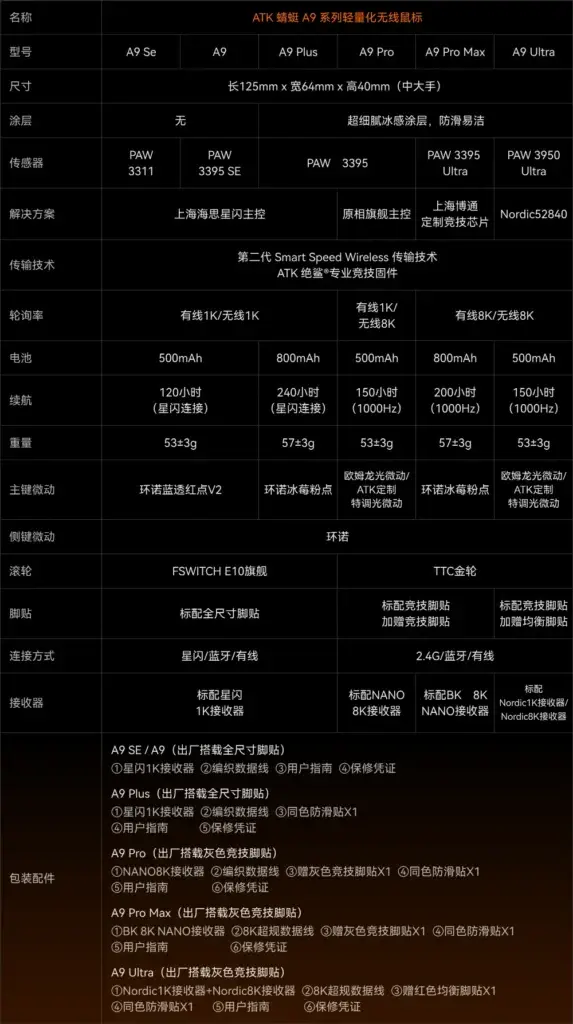 名称 ATK 蜻蜓 A9 系列轻量化无线鼠标
型号 A9 Se A9 A9 Plus A9 Pro A9 Pro Max A9 Ultra
尺寸 长125mm x 宽64mm x 高40mm（中大手）
涂层 无 超细腻冰感涂层，防滑易洁
传感器 PAW 3311 PAW 3395 SE PAW 3395 PAW 3395 Ultra PAW 3950 Ultra
解决方案 上海海思星闪主控 原相旗舰主控 上海博通定制竞技芯片 Nordic52840
传输技术 第二代 Smart Speed Wireless 传输技术
ATK 绝鲨®专业竞技固件
轮询率 有线1K/无线1K 有线1K/无线8K 有线8K/无线8K
电池 500mAh 800mAh 500mAh 800mAh 500mAh
续航 120小时（星闪连接） 240小时（星闪连接） 150小时（1000Hz） 200小时（1000Hz） 150小时（1000Hz）
重量 53±3g 57±3g 53±3g 57±3g 53±3g
主键微动 环诺蓝透红点V2 环诺冰莓粉点 欧姆龙光微动/ATK定制特调光微动 环诺冰莓粉点 欧姆龙光微动/ATK定制特调光微动
侧键微动 环诺
滚轮 FSWITCH E10旗舰 TTC金轮
脚贴 标配全尺寸脚贴 标配竞技脚贴加赠竞技脚贴 标配竞技脚贴加赠均衡脚贴
连接方式 星闪/蓝牙/有线 2.4G/蓝牙/有线
接收器 标配星闪1K接收器 标配NANO 8K接收器 标配BK 8K NANO接收器 标配Nordic1K接收器/Nordic8K接收器
包装配件
A9 SE / A9（出厂搭载全尺寸脚贴）
①星闪1K接收器 ②编织数据线 ③用户指南 ④保修凭证
A9 Plus（出厂搭载全尺寸脚贴）
①星闪1K接收器 ②编织数据线 ③同色防滑贴X1
④用户指南 ⑤保修凭证
A9 Pro（出厂搭载灰色竞技脚贴）
①NANO8K接收器 ②编织数据线 ③赠灰色竞技脚贴X1 ④同色防滑贴X1
⑤用户指南 ⑥保修凭证
A9 Pro Max（出厂搭载灰色竞技脚贴）
①BK 8K NANO接收器 ②8K超规数据线 ③赠灰色竞技脚贴X1 ④同色防滑贴X1
⑤用户指南 ⑥保修凭证
A9 Ultra（出厂搭载灰色竞技脚贴）
①Nordic1K接收器+Nordic8K接收器 ②8K超规数据线 ③赠红色均衡脚贴X1
④同色防滑贴X1 ⑤用户指南 ⑥保修凭证